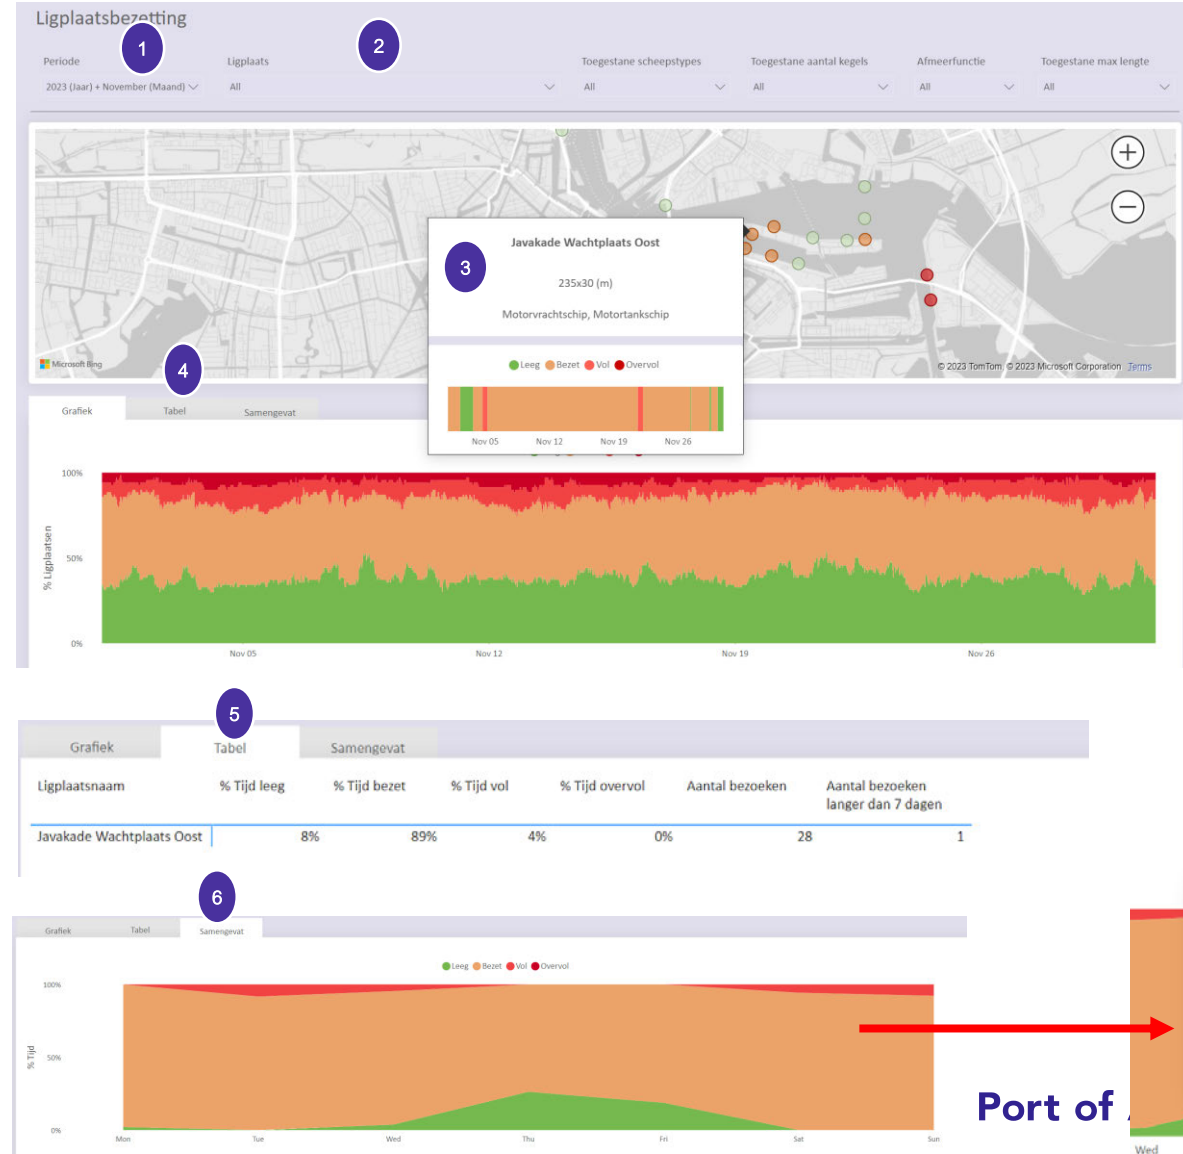 Ligplaatsbezetting
1
2
Periode
Ligplaats
Toegestane scheepstypes
Toegestane aantal kegels
Afmeerfunctie
Toegestane max lengte
2023 (Jaar) + November (Maand)
All
All
All
All
All
3
Javakade Wachtplaats Oost
235x30 (m)
Motorvrachtschip, Motortankschip
Leeg Bezet Vol Overvol
Nov 05 Nov 12 Nov 19 Nov 26
Microsoft Bing
© 2023 TomTom, © 2023 Microsoft Corporation Terms
4
Grafiek Tabel Samengevat
100%
% Ligplaatsen
50%
0%
Nov 05 Nov 12 Nov 19 Nov 26
5
Grafiek Tabel Samengevat
Ligplaatsnaam
% Tijd leeg
% Tijd bezet
% Tijd vol
% Tijd overvol
Aantal bezoeken
Aantal bezoeken
langer dan 7 dagen
Javakade Wachtplaats Oost 8% 89% 4% 0% 28 1
6
Grafiek Tabel Samengevat
Leeg Bezet Vol Overvol
100%
% Tijd
50%
0%
Mon Tue Wed Thu Fri Sat Sun
Port of
Wed